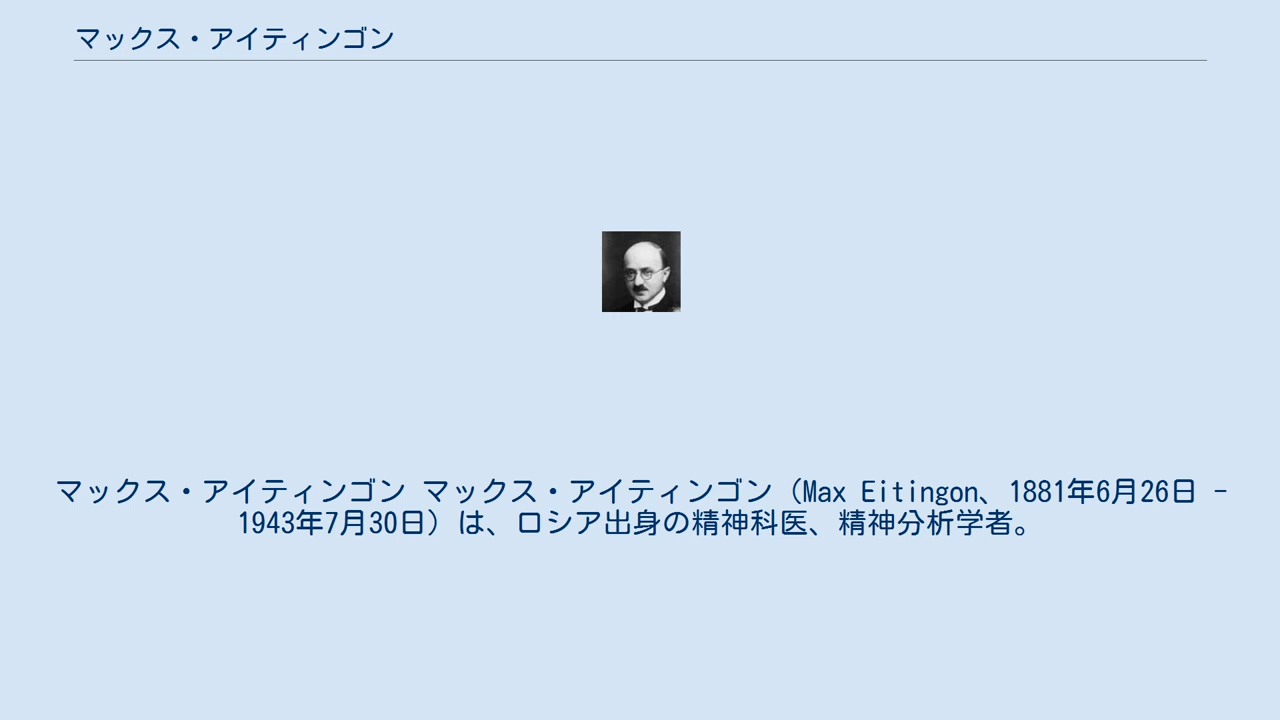 マックス・アイティンゴン
マックス・アイティンゴン マックス・アイティンゴン（Max Eitingon、1881年6月26日 -
1943年7月30日）は、ロシア出身の精神科医、精神分析学者。